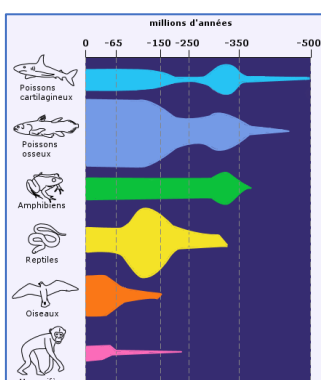 millions d'années
0 -65 -150 -250 -350 -500
Poissons
cartilagineux
Poissons
osseux
Amphibiens
Reptiles
Oiseaux